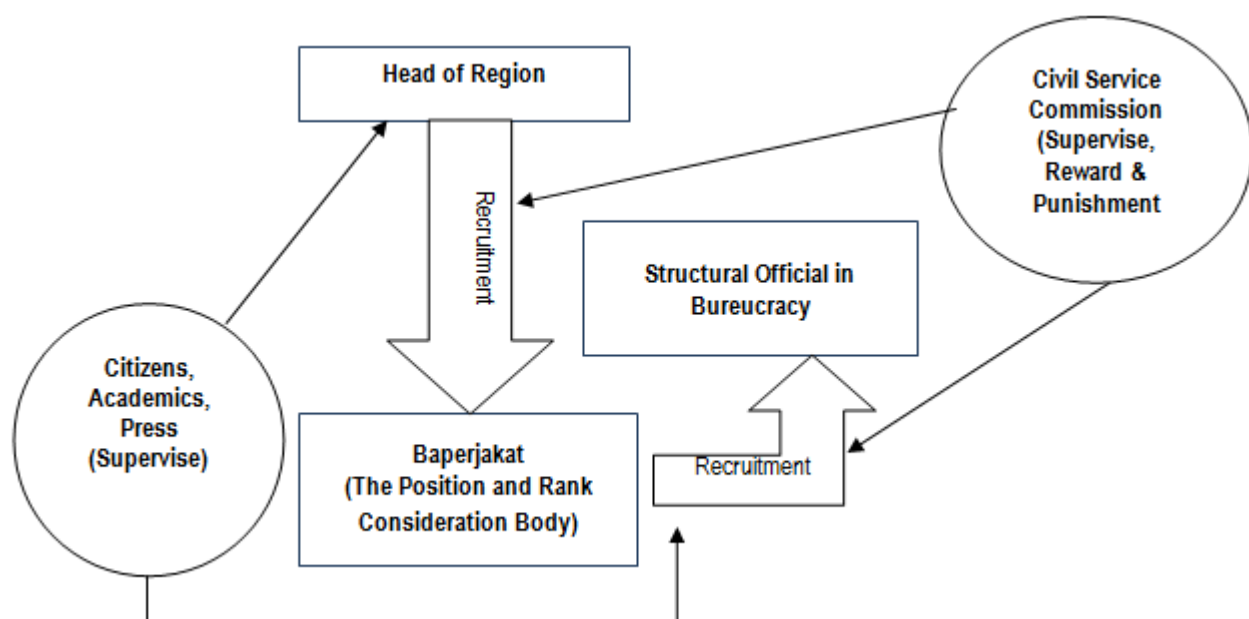 Head of Region
Civil Service
Commission
(Supervise,
Reward &
Punishment
Recruitment
Structural Official in
Bureucracy
Citizens,
Academics,
Press
(Supervise)
Baperjakat
(The Position and Rank
Consideration Body)
Recruitment